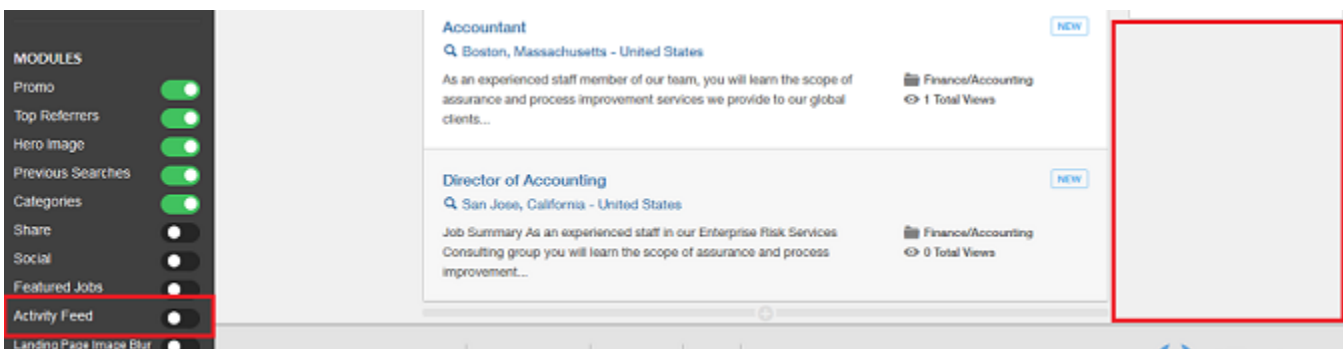 MODULES
Promo
Top Referrers
Hero Image
Previous Searches
Categories
Share
Social
Featured Jobs
Activity Feed
Landing Page Image Blur
Accountant
NEW
Boston, Massachusetts - United States
As an experienced staff member of our team, you will learn the scope of
assurance and process improvement services we provide to our global
clients...
Finance/Accounting
1 Total Views
Director of Accounting
NEW
San Jose, California - United States
Job Summary As an experienced staff in our Enterprise Risk Services
Consulting group you will learn the scope of assurance and process
improvement...
Finance/Accounting
0 Total Views